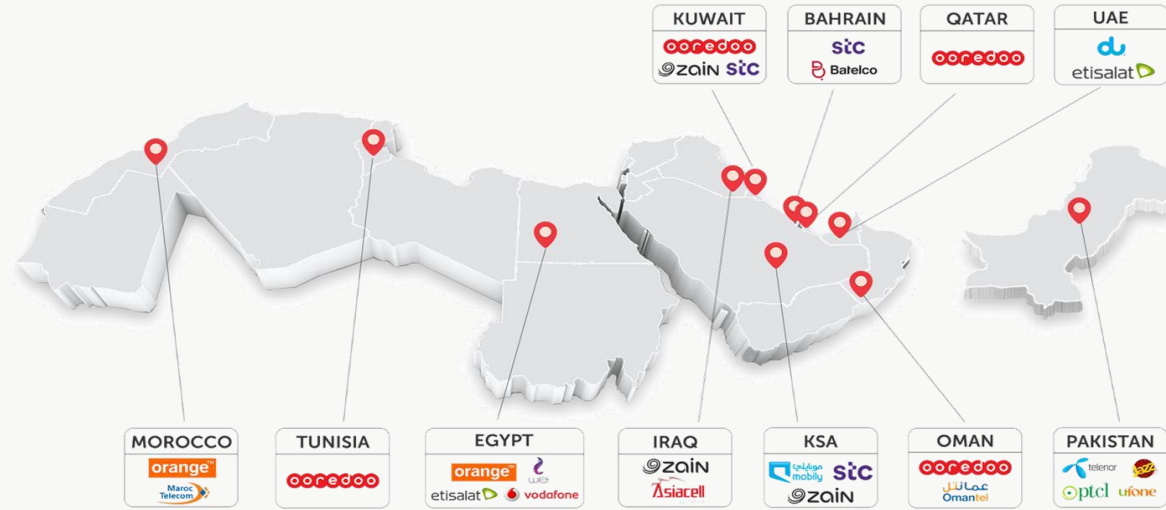 KUWAIT
ooredoo
zain stc
BAHRAIN
stc
Batelco
QATAR
ooredoo
UAE
du
etisalat
MOROCCO
orange™
Maroc
Telecom
TUNISIA
ooredoo
EGYPT
orange™ we
etisalat vodafone
IRAQ
zain
Asiacell
KSA
موبايلي
mobily stc
zain
OMAN
ooredoo
عمانتل
Omantel
PAKISTAN
telenor Jazz
ptcl ufone